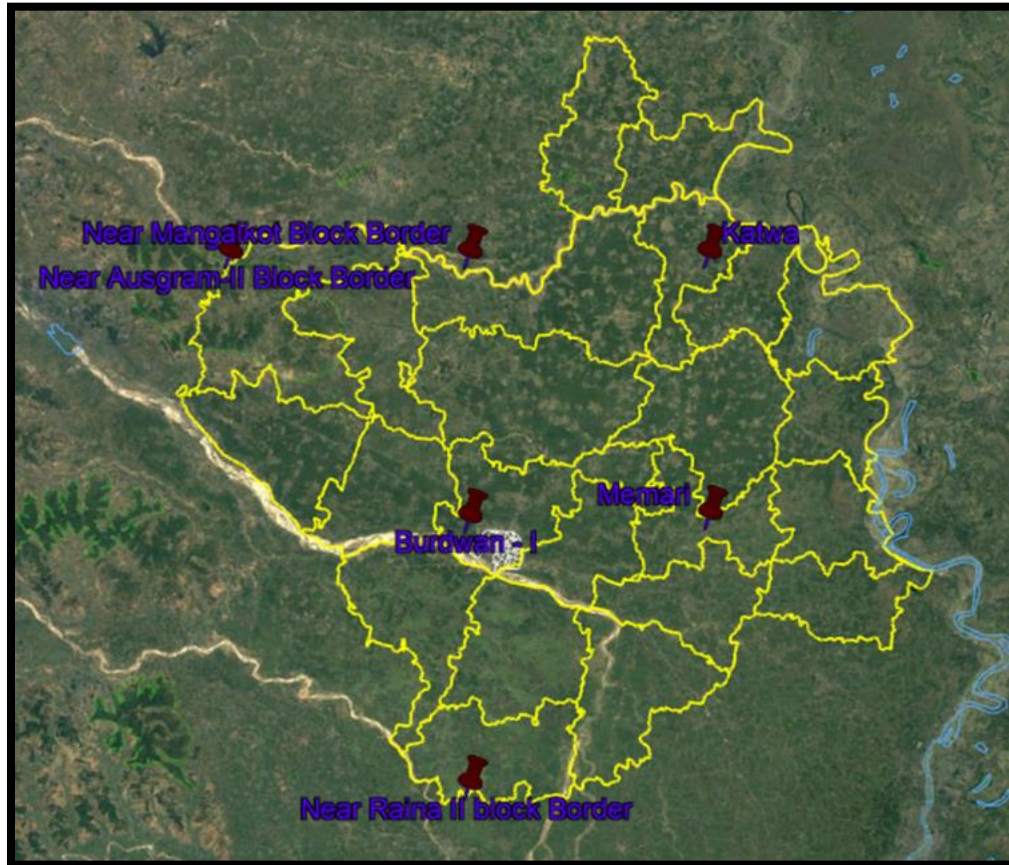 Near Mangalkot Block Border
Katwa
Near Ausgram-II Block Border
Memari
Burdwan - I
Near Raina II block Border